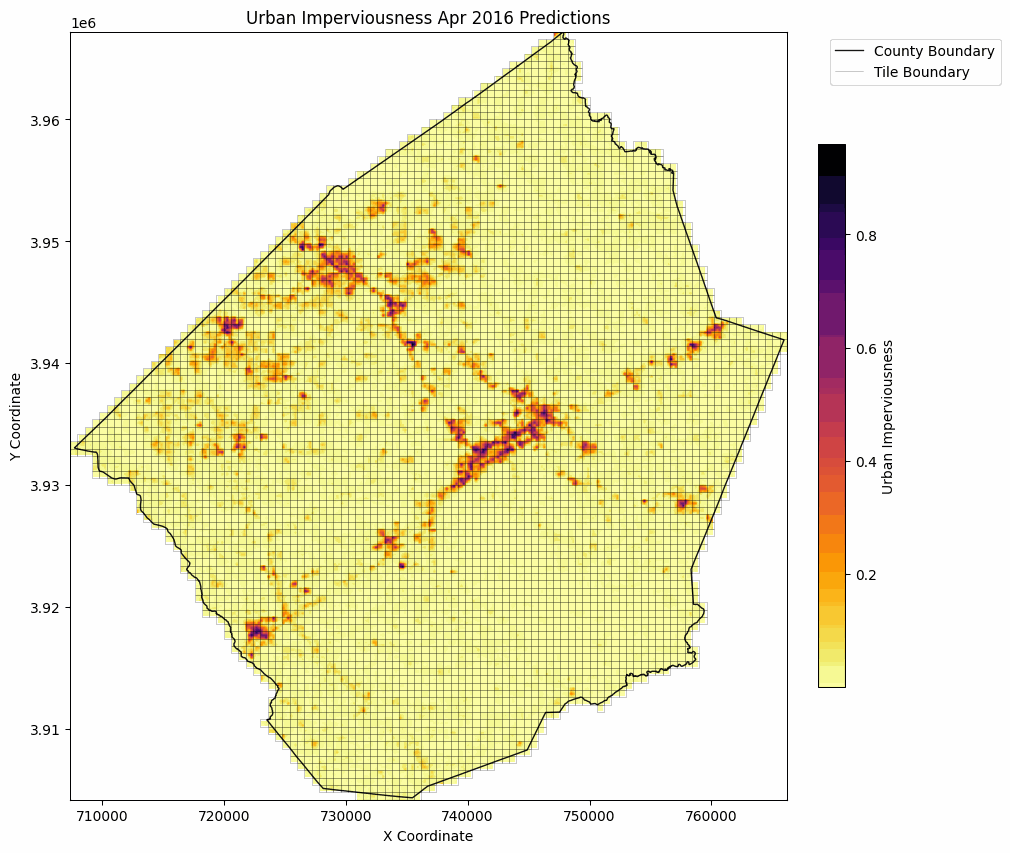 Urban Imperviousness Apr 2016 Predictions
1e6
County Boundary
Tile Boundary
3.96
3.95
3.94
3.93
3.92
3.91
Y Coordinate
710000 720000 730000 740000 750000 760000
X Coordinate
0.8
0.6
0.4
0.2
Urban Imperviousness